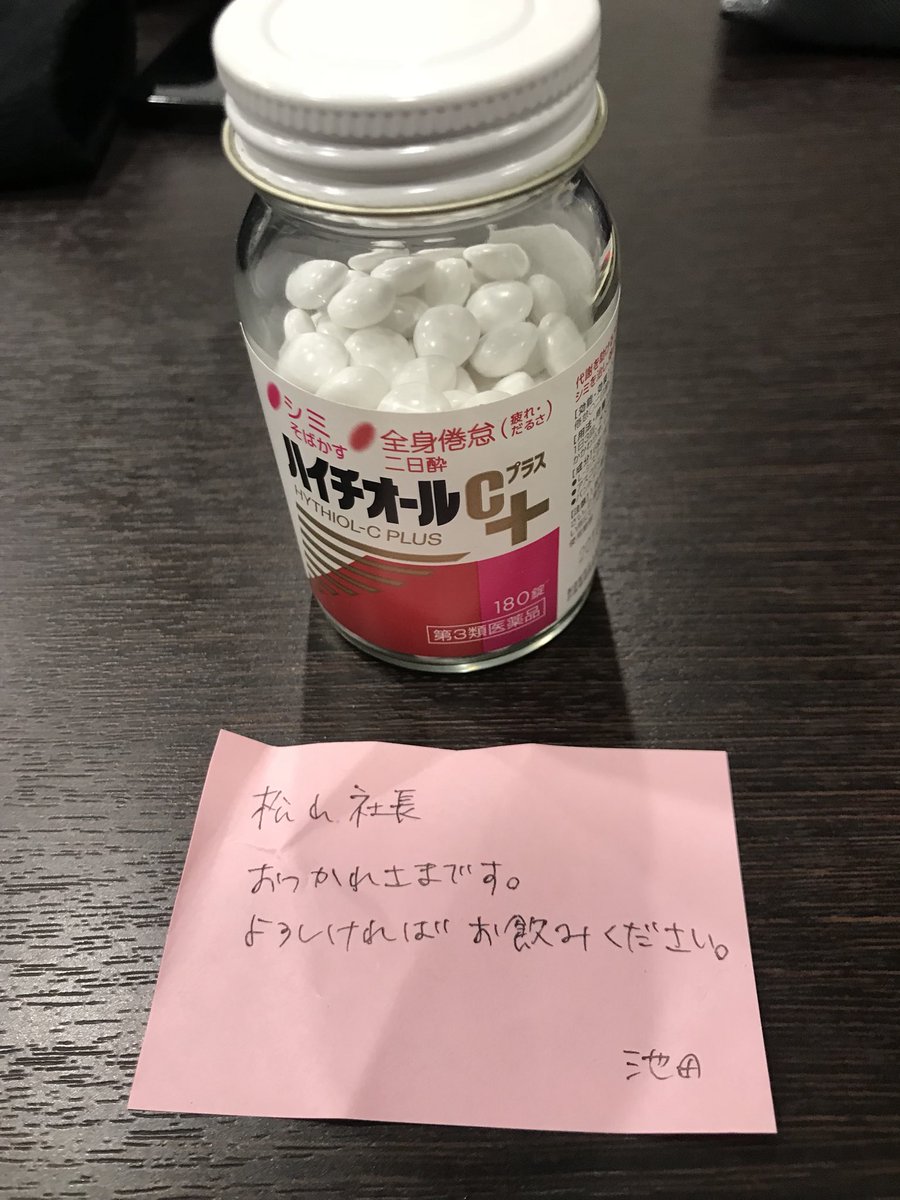 シミ
そばかす
全身倦怠(疲れ・だるさ)
二日酔
ハイチオールCプラス
HYTHIOL-C PLUS
180錠
第3類医薬品
松山 社長
おつかれさまです。
よろしければ お飲みください。
池田